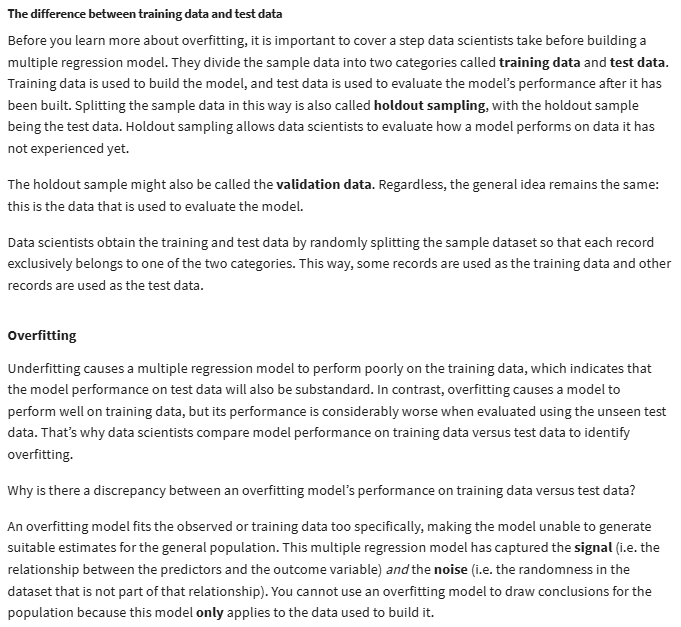 The difference between training data and test data
Before you learn more about overfitting, it is important to cover a step data scientists take before building a
multiple regression model. They divide the sample data into two categories called training data and test data.
Training data is used to build the model, and test data is used to evaluate the model’s performance after it has
been built. Splitting the sample data in this way is also called holdout sampling, with the holdout sample
being the test data. Holdout sampling allows data scientists to evaluate how a model performs on data it has
not experienced yet.
The holdout sample might also be called the validation data. Regardless, the general idea remains the same:
this is the data that is used to evaluate the model.
Data scientists obtain the training and test data by randomly splitting the sample dataset so that each record
exclusively belongs to one of the two categories. This way, some records are used as the training data and other
records are used as the test data.
Overfitting
Underfitting causes a multiple regression model to perform poorly on the training data, which indicates that
the model performance on test data will also be substandard. In contrast, overfitting causes a model to
perform well on training data, but its performance is considerably worse when evaluated using the unseen test
data. That’s why data scientists compare model performance on training data versus test data to identify
overfitting.
Why is there a discrepancy between an overfitting model’s performance on training data versus test data?
An overfitting model fits the observed or training data too specifically, making the model unable to generate
suitable estimates for the general population. This multiple regression model has captured the signal (i.e. the
relationship between the predictors and the outcome variable) and the noise (i.e. the randomness in the
dataset that is not part of that relationship). You cannot use an overfitting model to draw conclusions for the
population because this model only applies to the data used to build it.